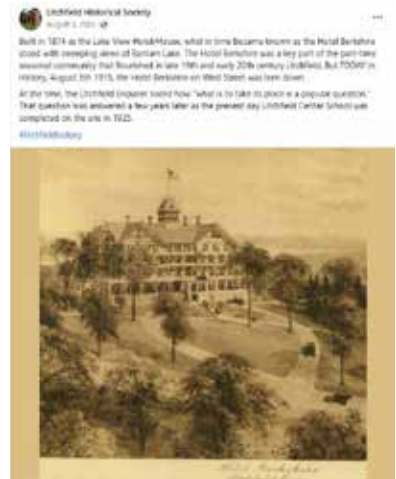 Litchfield Historical Society
August 5, 2020
Built in 1874 as the Lake View Hotel/House, what in time became known as the Hotel Berkshire
stood with sweeping views of Bantam Lake. The Hotel Berkshire was a key part of the
seasonal community that flourished in late 19th and early 20th century Litchfield. But TODAY in
History, August 5th the Hotel Berkshire on West Street was torn down.
At the time, the Litchfield Enquirer noted how "what is to take its place is a popular question."
That question was answered a few years later as the present day Litchfield Center School was
completed on the site in 1925.
#litchfieldhistory
Hotel Berkshire